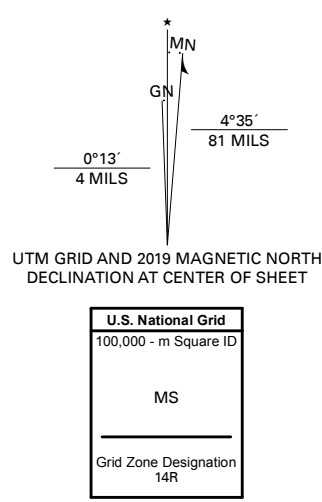 MN
GN
4°35´
81 MILS
0°13´
4 MILS
UTM GRID AND 2019 MAGNETIC NORTH
DECLINATION AT CENTER OF SHEET
U.S. National Grid
100,000 - m Square ID
MS
Grid Zone Designation
14R